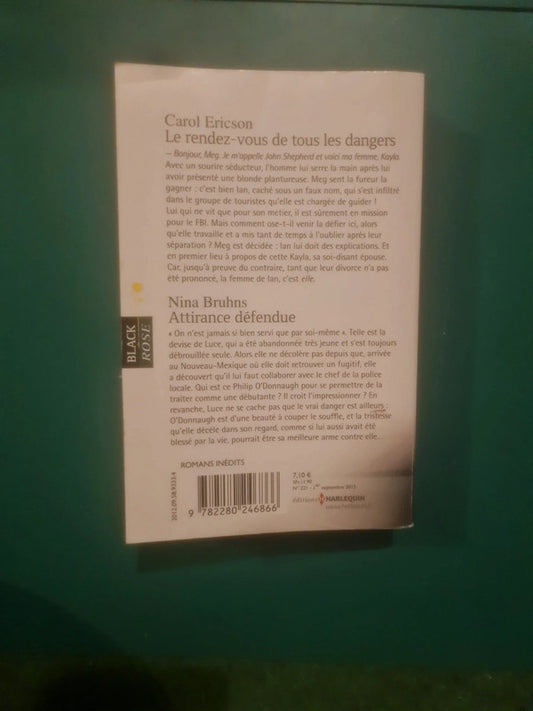 Carol Ericson
Le rendez-vous de tous les dangers
— Bonjour, Meg. Je m'appelle John Shepherd et voici ma femme, Kayla.
Avec un sourire séducteur, l'homme lui serre la main après lui
avoir présenté une blonde plantureuse. Meg sent la fureur la
gagner : c'est bien Ian, caché sous un faux nom, qui s'est infiltré
dans le groupe de touristes qu'elle est chargée de guider !
Lui qui ne vit que pour son métier, il est sûrement en mission
pour le FBI. Mais comment ose-t-il venir la défier ici, alors
qu'elle travaille et a mis tant de temps à l'oublier après leur
séparation ? Meg est décidée : Ian lui doit des explications. Et
en premier lieu à propos de cette Kayla, sa soi-disant épouse.
Car, jusqu'à preuve du contraire, tant que leur divorce n'a pas
été prononcé, la femme de Ian, c'est elle.
Nina Bruhns
Attirance défendue
« On n'est jamais si bien servi que par soi-même ». Telle est la
devise de Luce, qui a été abandonnée très jeune et s'est toujours
débrouillée seule. Alors elle ne décolère pas depuis que, arrivée
au Nouveau-Mexique où elle doit retrouver un fugitif, elle
a découvert qu'il lui faut collaborer avec le chef de la police
locale. Qui est ce Philip O'Donnaugh pour se permettre de la
traiter comme une débutante ? Il croit l'impressionner ? En
revanche, Luce ne se cache pas que le vrai danger est ailleurs :
O'Donnaugh est d'une beauté à couper le souffle, et la tristesse
qu'elle décèle dans son regard, comme si lui aussi avait été
blessé par la vie, pourrait être sa meilleure arme contre elle...
BLACK
ROSE
ROMANS INÉDITS
2012.09.58.9333.4
9 782280 246866
7,10 €
N° 221 - 1er septembre 2012
éditions HARLEQUIN